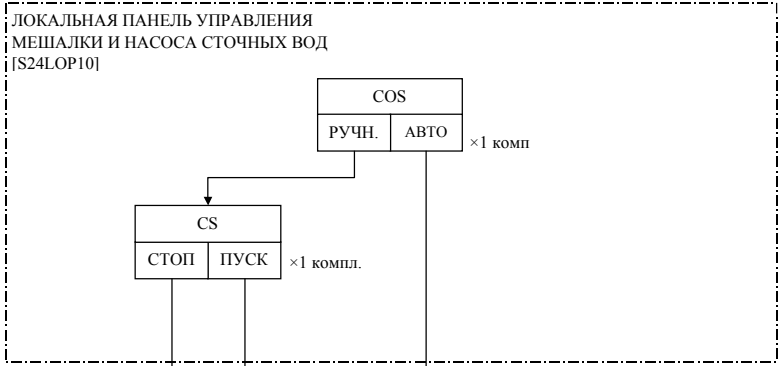 ЛОКАЛЬНАЯ ПАНЕЛЬ УПРАВЛЕНИЯ
МЕШАЛКИ И НАСОСА СТОЧНЫХ ВОД
[S24LOP10]
COS
РУЧН. АВТО
×1 комп
CS
СТОП ПУСК
×1 компл.